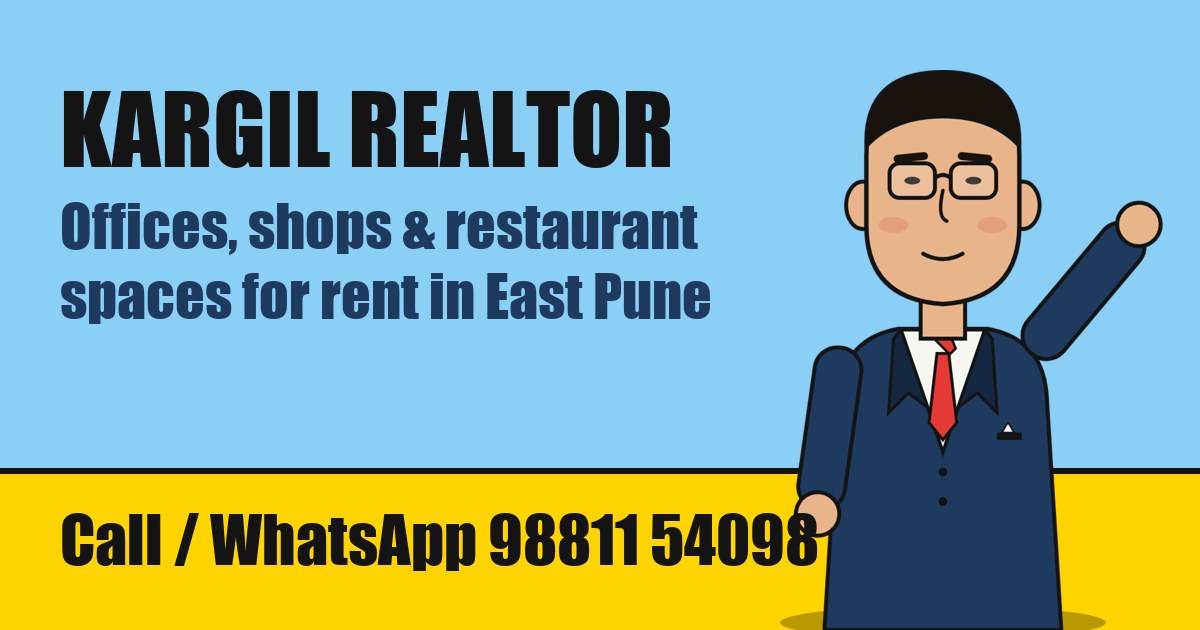 KARGIL REALTOR
Offices, shops & restaurant
spaces for rent in East Pune
Call / WhatsApp 98811 54098